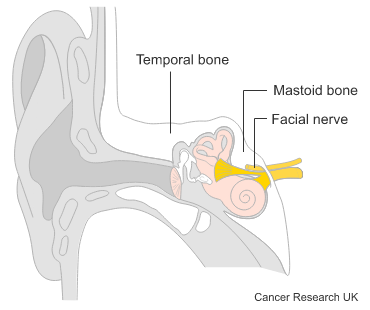 Temporal bone
Mastoid bone
Facial nerve
Cancer Research UK